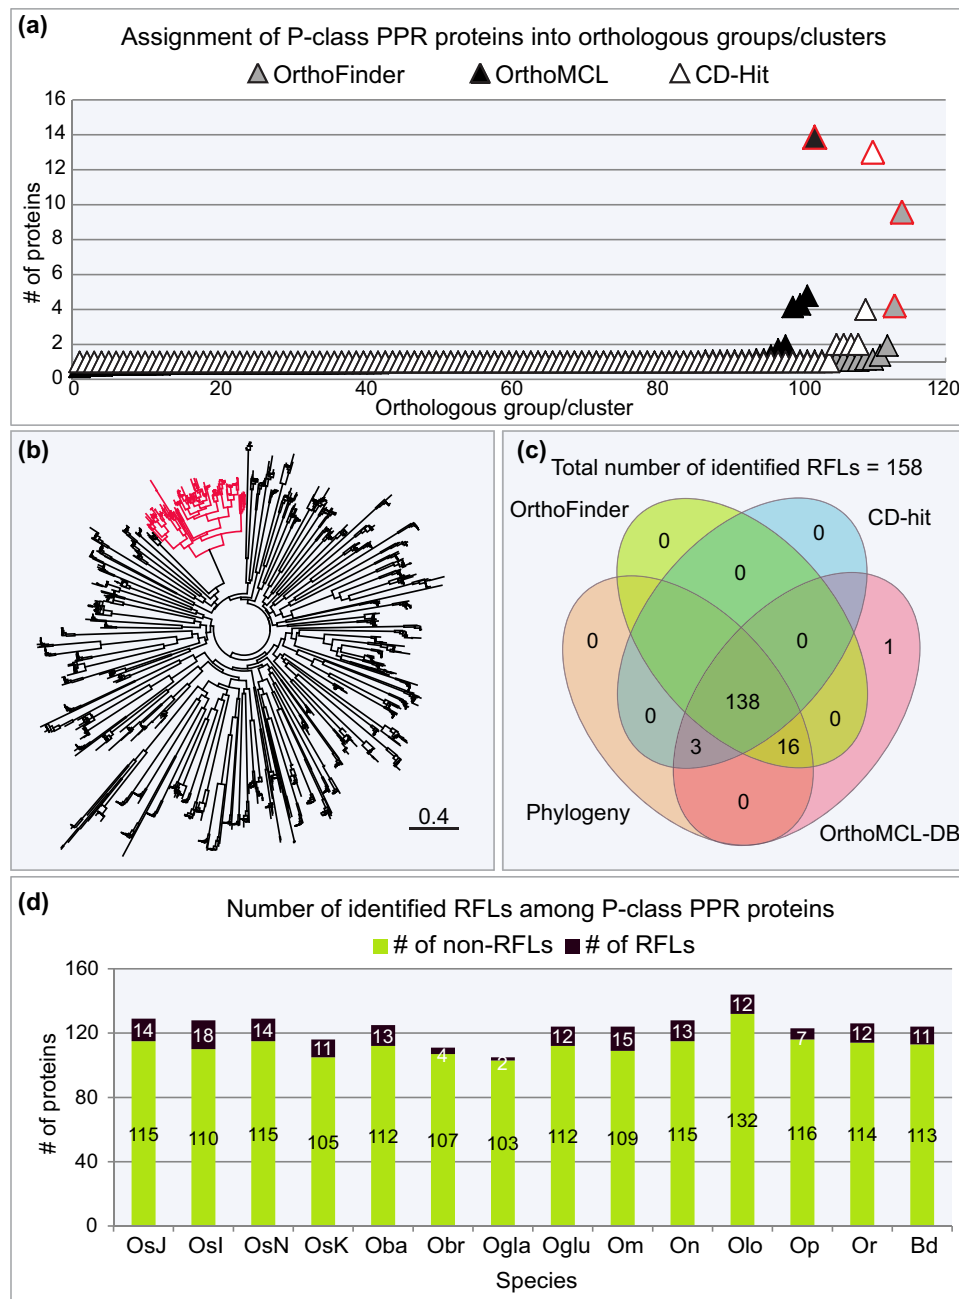 (a)
Assignment of P-class PPR proteins into orthologous groups/clusters
OrthoFinder OrthoMCL CD-Hit
# of proteins
16
14
12
10
8
6
4
2
0
0 20 40 60 80 100 120
Orthologous group/cluster
(b)
0.4
(c)
Total number of identified RFLs = 158
OrthoFinder
CD-hit
0
0
0
0
0
1
138
0
0
3
16
0
Phylogeny
OrthoMCL-DB
(d)
Number of identified RFLs among P-class PPR proteins
# of non-RFLs # of RFLs
# of proteins
160
120
80
40
0
14 18 14 11 13 4 2 12 15 13 12 7 12 11
115 110 115 105 112 107 103 112 109 115 132 116 114 113
OsJ OsI OsN OsK Oba Obr Ogla Oglu Om On Olo Op Or Bd
Species